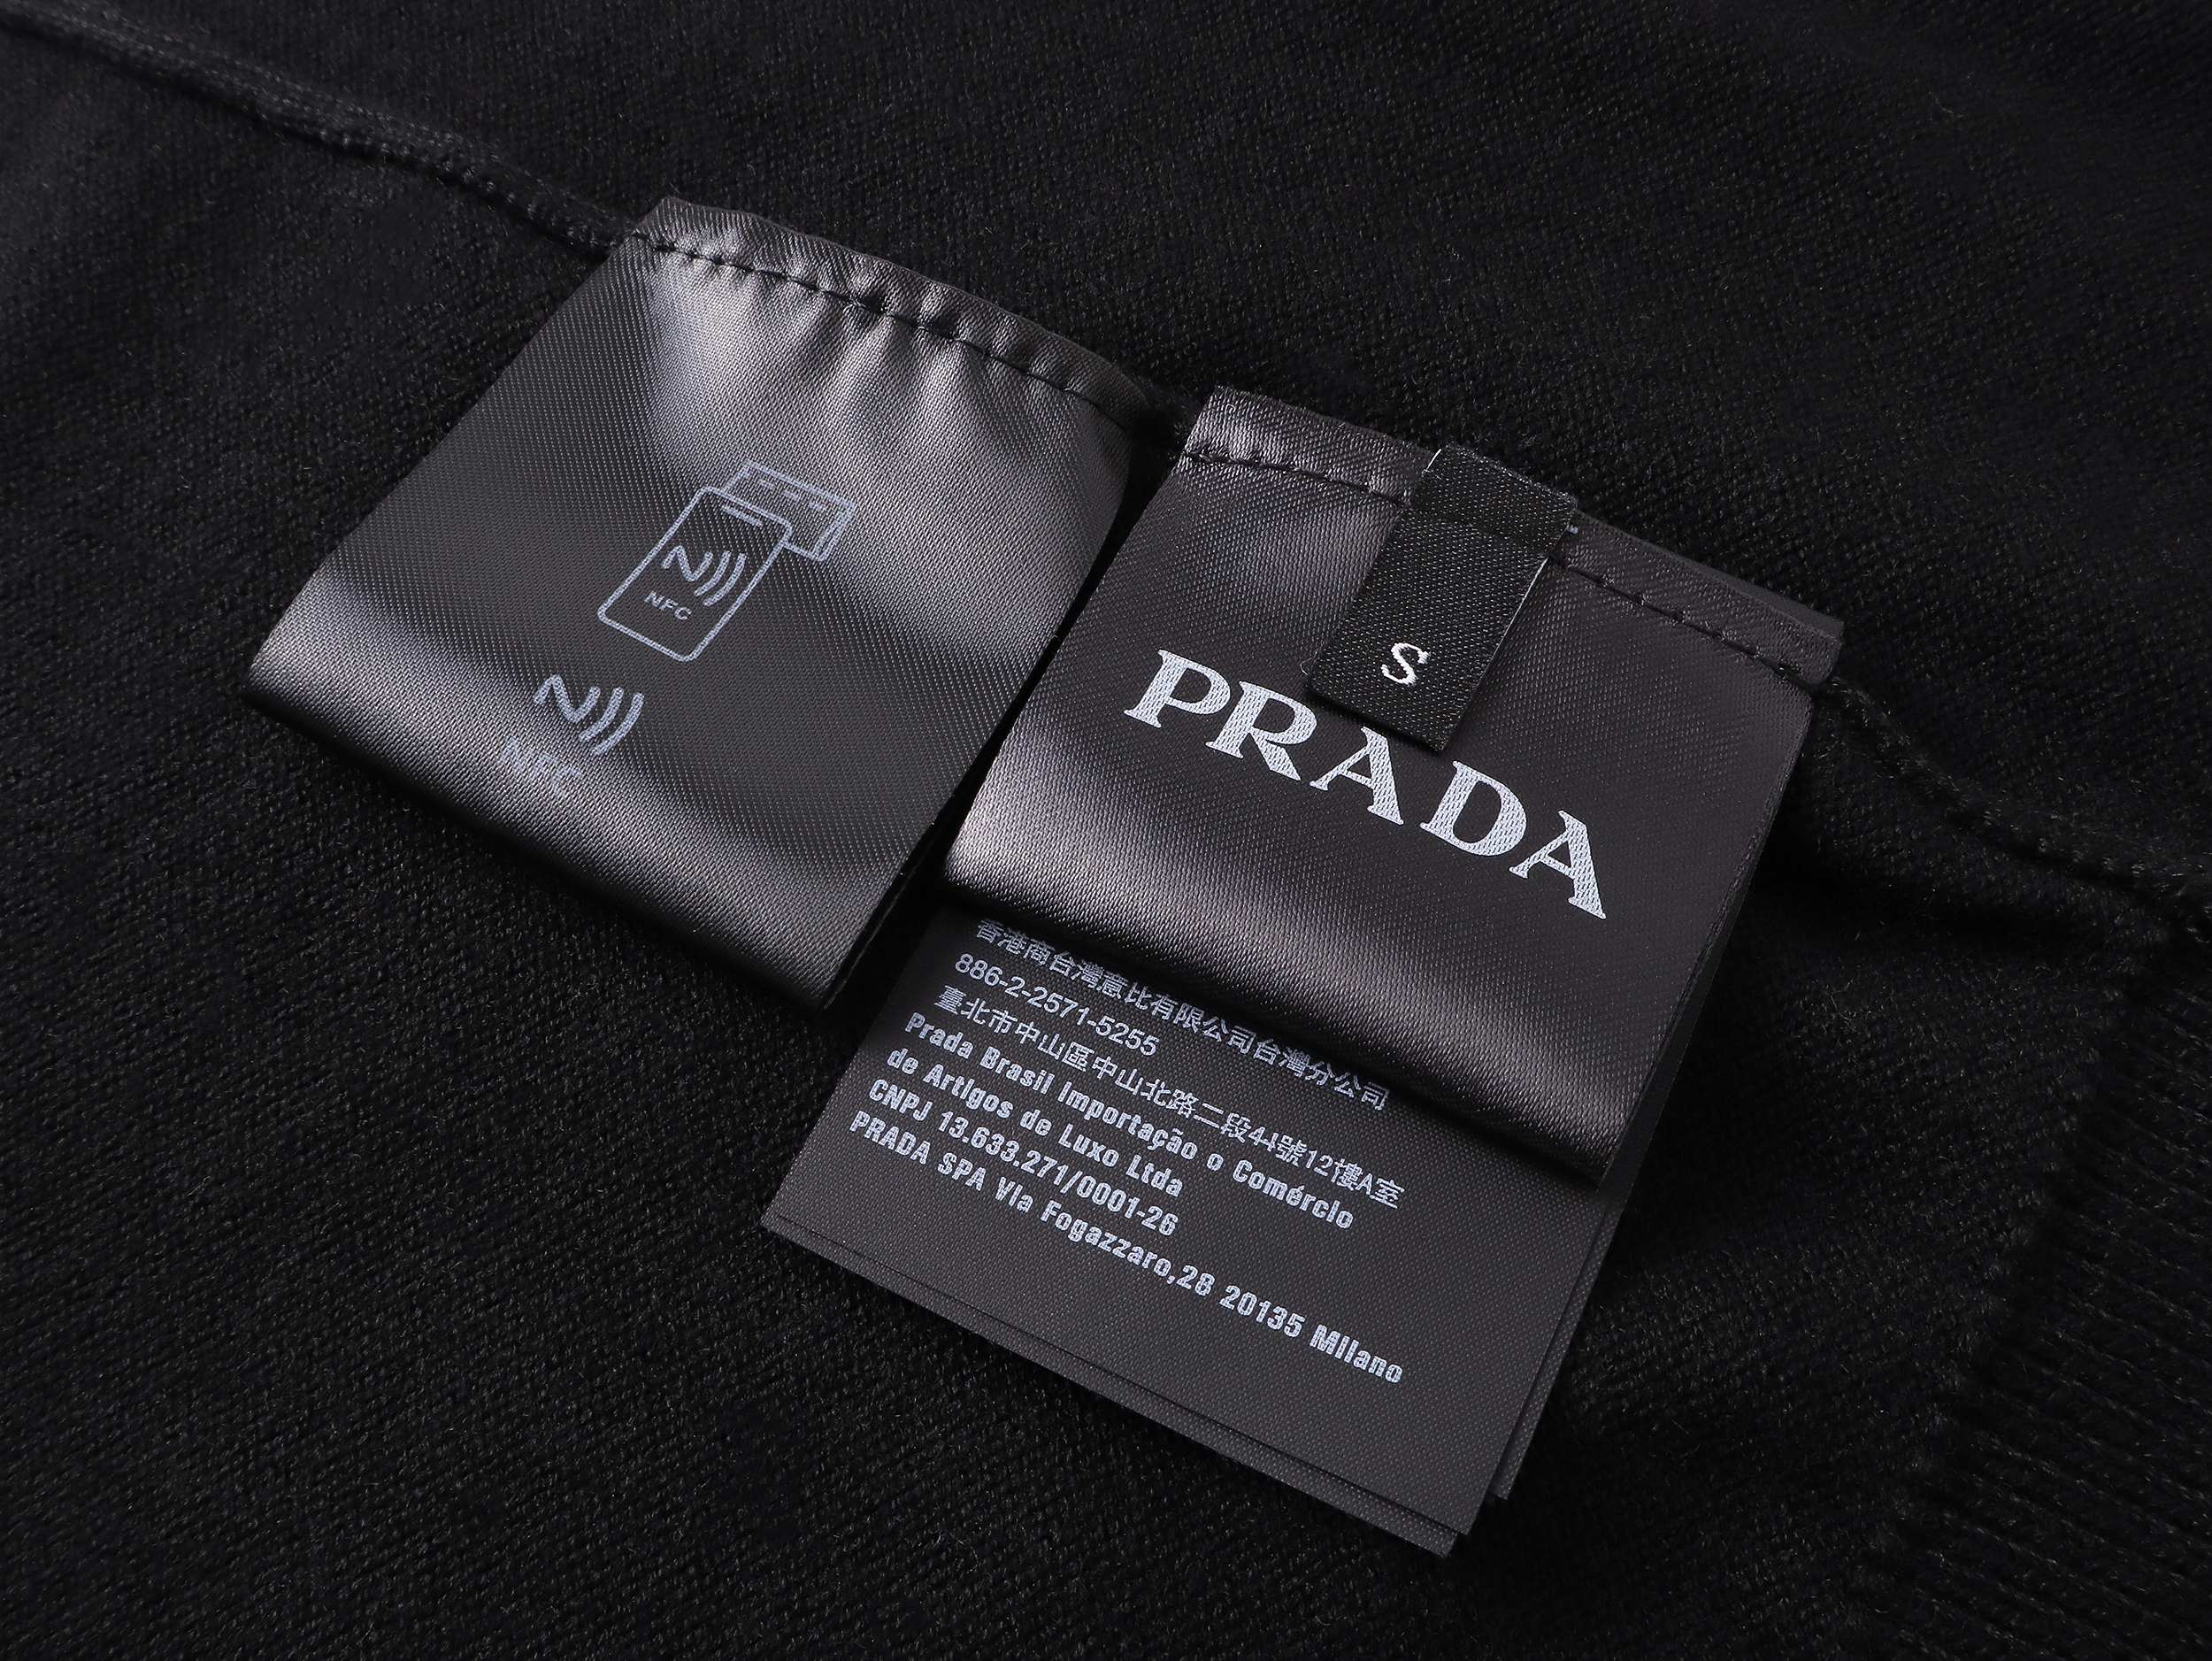 N
NFC
N
NFC
S
PRADA
香港商台灣意比有限公司台灣分公司
886-2-2571-5255
臺北市中山區中山北路二段44號12樓A室
Prada Brasil Importação o Comércio
de Artigos de Luxo Ltda
CNPJ 13.633.271/0001-26
PRADA SPA Via Fogazzaro,28 20135 Milano